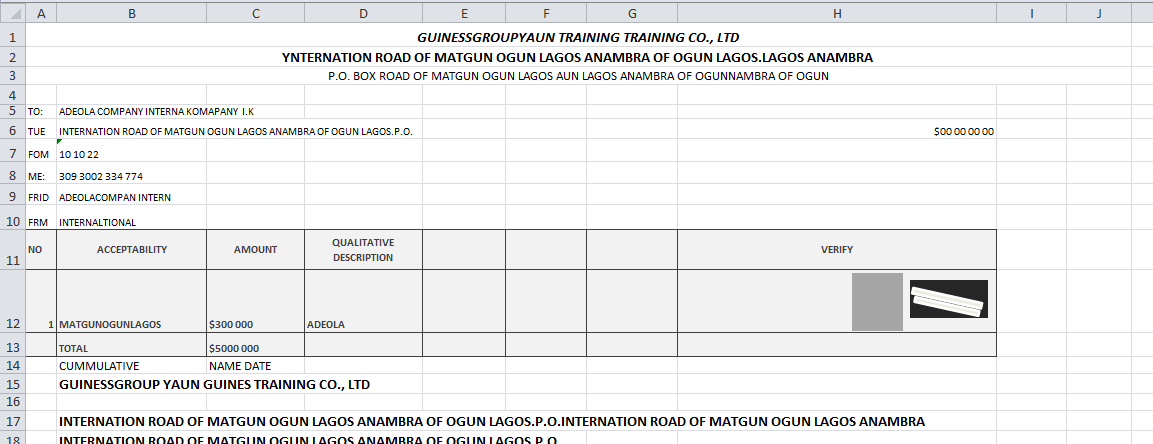 A B C D E F G H I J
1 GUINESSGROUPYAUN TRAINING TRAINING CO., LTD
2 YNTERNATION ROAD OF MATGUN OGUN LAGOS ANAMBRA OF OGUN LAGOS.LAGOS ANAMBRA
3 P.O. BOX ROAD OF MATGUN OGUN LAGOS AUN LAGOS ANAMBRA OF OGUNNAMBRA OF OGUN
4
5 TO: ADEOLA COMPANY INTERNA KOMAPANY I.K
6 TUE INTERNATION ROAD OF MATGUN OGUN LAGOS ANAMBRA OF OGUN LAGOS.P.O. $00 00 00 00
7 FOM 10 10 22
8 ME: 309 3002 334 774
9 FRID ADEOLACOMPAN INTERN
10 FRM INTERNALTIONAL
11 NO ACCEPTABILITY AMOUNT QUALITATIVE DESCRIPTION VERIFY
12 1 MATGUNOGUNLAGOS $300 000 ADEOLA
13 TOTAL $5000 000
14 CUMMULATIVE NAME DATE
15 GUINESSGROUP YAUN GUINES TRAINING CO., LTD
16
17 INTERNATION ROAD OF MATGUN OGUN LAGOS ANAMBRA OF OGUN LAGOS.P.O.INTERNATION ROAD OF MATGUN OGUN LAGOS ANAMBRA
18 INTERNATION ROAD OF MATGUN OGUN LAGOS ANAMBRA OF OGUN LAGOS.P.O.